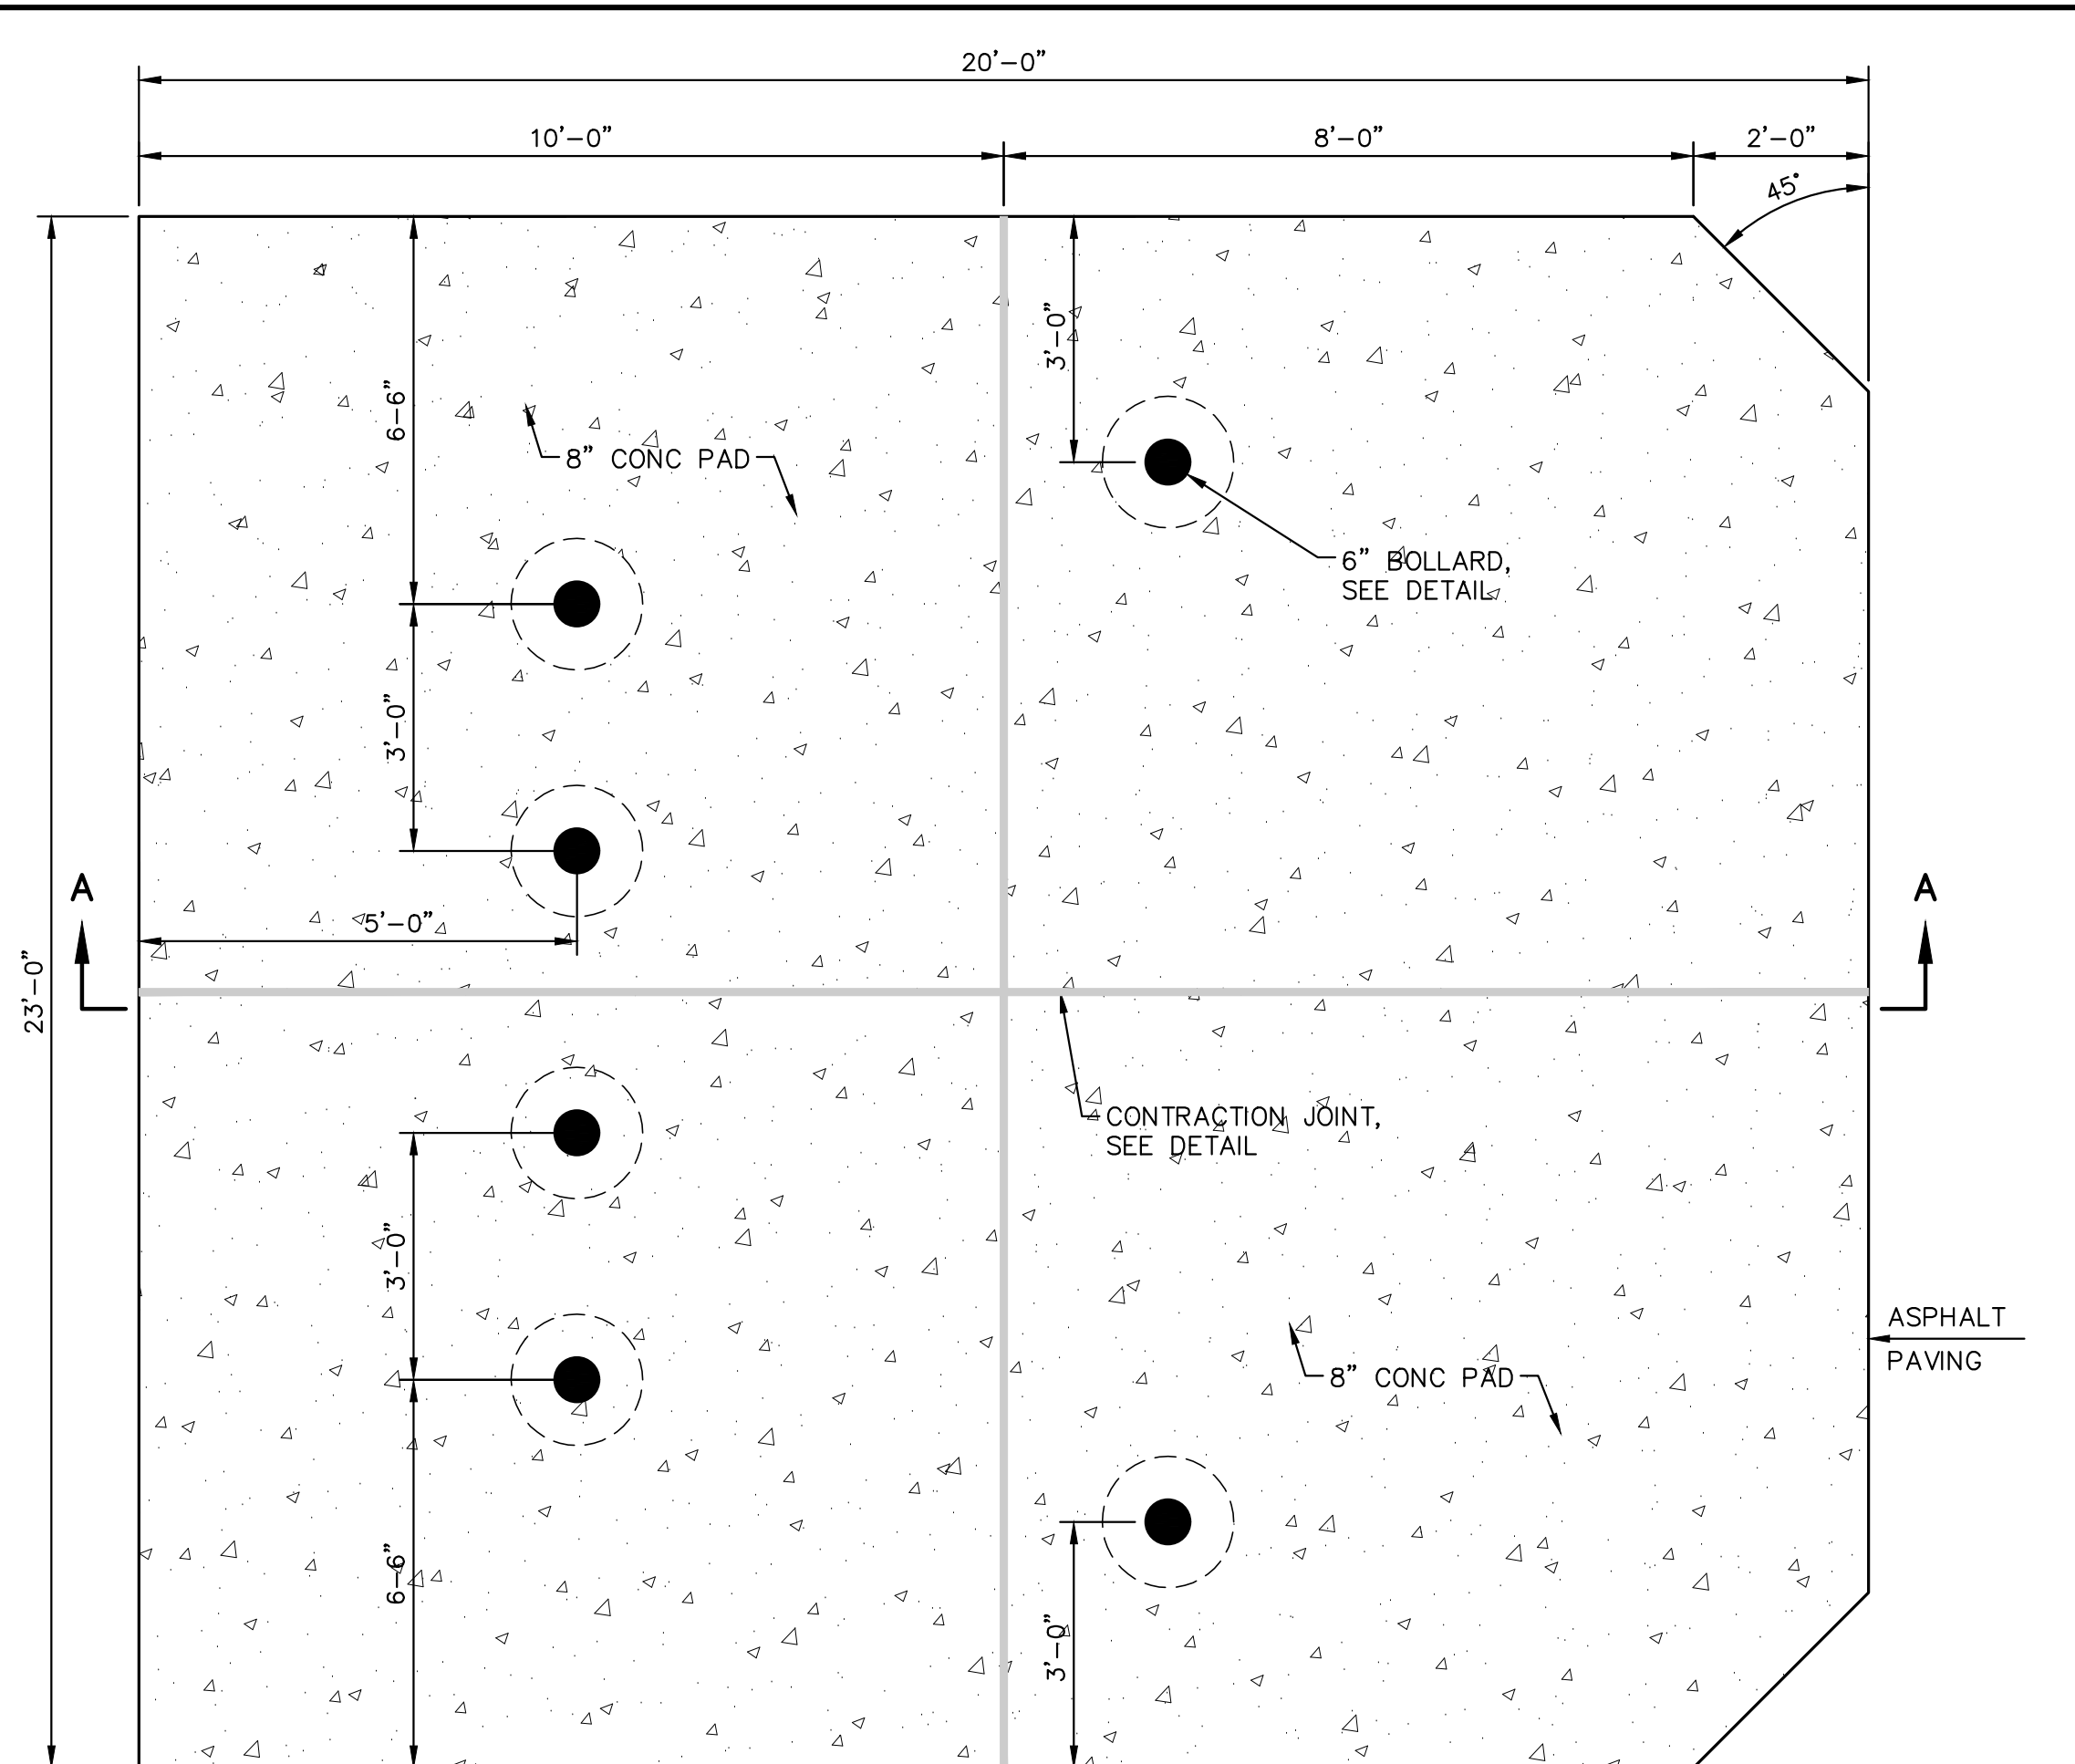 20'-0"
10'-0"
8'-0"
2'-0"
45°
3'-0"
6-6"
8" CONC PAD
6" BOLLARD,
SEE DETAIL
3'-0"
A
A
5'-0"
23'-0"
CONTRACTION JOINT,
SEE DETAIL
3'-0"
ASPHALT
PAVING
8" CONC PAD
6-6"
3'-0"